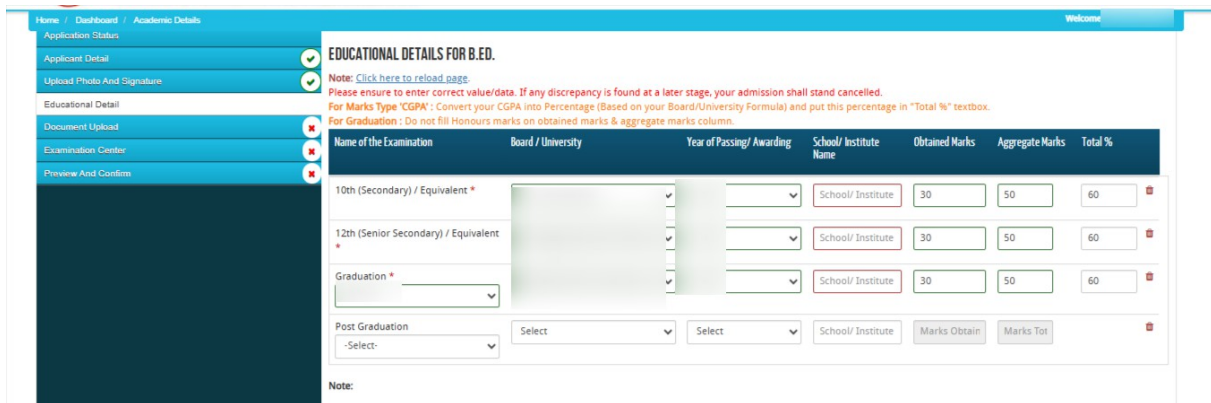 Home / Dashboard / Academic Details
Welcome
Application Status
Applicant Detail
Upload Photo And Signature
Educational Detail
Document Upload
Examination Center
Preview And Confirm
EDUCATIONAL DETAILS FOR B.ED.
Note: Click here to reload page.
Please ensure to enter correct value/data. If any discrepancy is found at a later stage, your admission shall stand cancelled.
For Marks Type 'CGPA' : Convert your CGPA into Percentage (Based on your Board/University Formula) and put this percentage in "Total %" textbox.
For Graduation : Do not fill Honours marks on obtained marks & aggregate marks column.
Name of the Examination Board / University Year of Passing/ Awarding School/ Institute Name Obtained Marks Aggregate Marks Total %
10th (Secondary) / Equivalent * School/ Institute 30 50 60
12th (Senior Secondary) / Equivalent * School/ Institute 30 50 60
Graduation * School/ Institute 30 50 60
Post Graduation Select Select School/ Institute Marks Obtain Marks Tot
-Select-
Note: